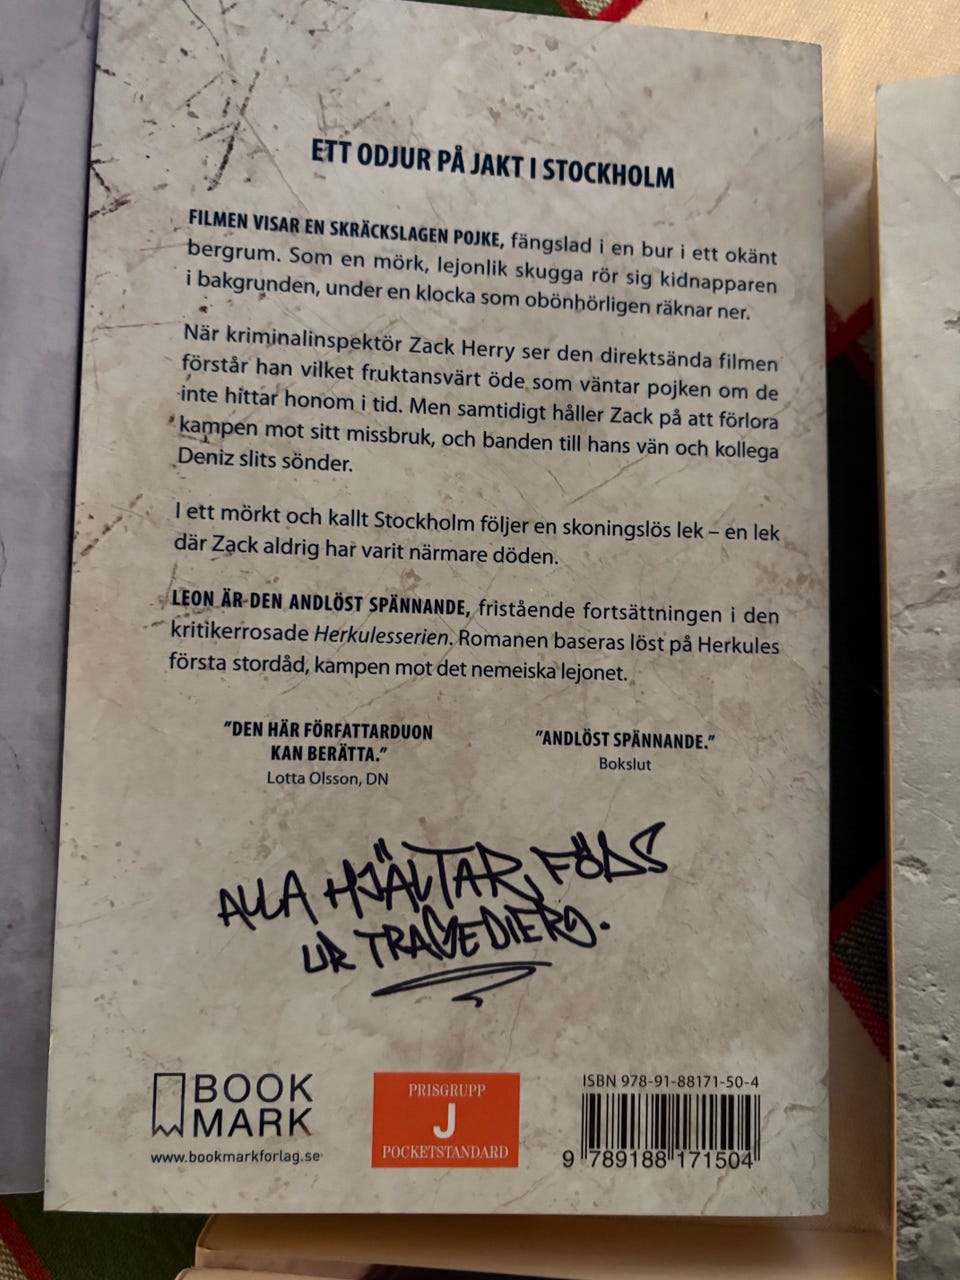 ETT ODJUR PÅ JAKT I STOCKHOLM
FILMEN VISAR EN SKRÄCKSLAGEN POJKE, fängslad i en bur i ett okänt
bergrum. Som en mörk, lejonlik skugga rör sig kidnapparen
i bakgrunden, under en klocka som obönhörligen räknar ner.
När kriminalinspektör Zack Herry ser den direktsända filmen
förstår han vilket fruktansvärt öde som väntar pojken om de
inte hittar honom i tid. Men samtidigt håller Zack på att förlora
kampen mot sitt missbruk, och banden till hans vän och kollega
Deniz slits sönder.
I ett mörkt och kallt Stockholm följer en skoningslös lek – en lek
där Zack aldrig har varit närmare döden.
LEON ÄR DEN ANDLÖST SPÄNNANDE, fristående fortsättningen i den
kritikerrosade Herkulesserien. Romanen baseras löst på Herkules
första stordåd, kampen mot det nemeiska lejonet.
"DEN HÄR FÖRFATTARDUON
KAN BERÄTTA."
Lotta Olsson, DN
"ANDLÖST SPÄNNANDE."
Bokslut
ALLA HJÄLTAR FÖDS
UR TRAGEDIER.
BOOK
MARK
www.bookmarkforlag.se
PRISGRUPP
J
POCKETSTANDARD
ISBN 978-91-88171-50-4
9 789188 171504